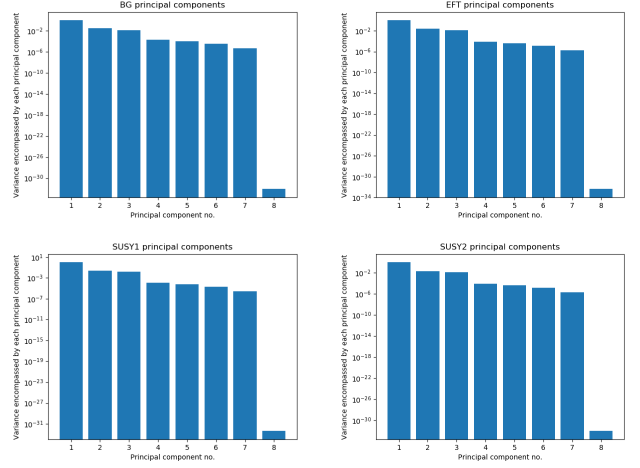 BG principal components
Variance encompassed by each principal component
10⁻²
10⁻⁶
10⁻¹⁰
10⁻¹⁴
10⁻¹⁸
10⁻²²
10⁻²⁶
10⁻³⁰
1 2 3 4 5 6 7 8
Principal component no.
EFT principal components
Variance encompassed by each principal component
10⁻²
10⁻⁶
10⁻¹⁰
10⁻¹⁴
10⁻¹⁸
10⁻²²
10⁻²⁶
10⁻³⁰
10⁻³⁴
1 2 3 4 5 6 7 8
Principal component no.
SUSY1 principal components
Variance encompassed by each principal component
10¹
10⁻³
10⁻⁷
10⁻¹¹
10⁻¹⁵
10⁻¹⁹
10⁻²³
10⁻²⁷
10⁻³¹
1 2 3 4 5 6 7 8
Principal component no.
SUSY2 principal components
Variance encompassed by each principal component
10⁻²
10⁻⁶
10⁻¹⁰
10⁻¹⁴
10⁻¹⁸
10⁻²²
10⁻²⁶
10⁻³⁰
1 2 3 4 5 6 7 8
Principal component no.